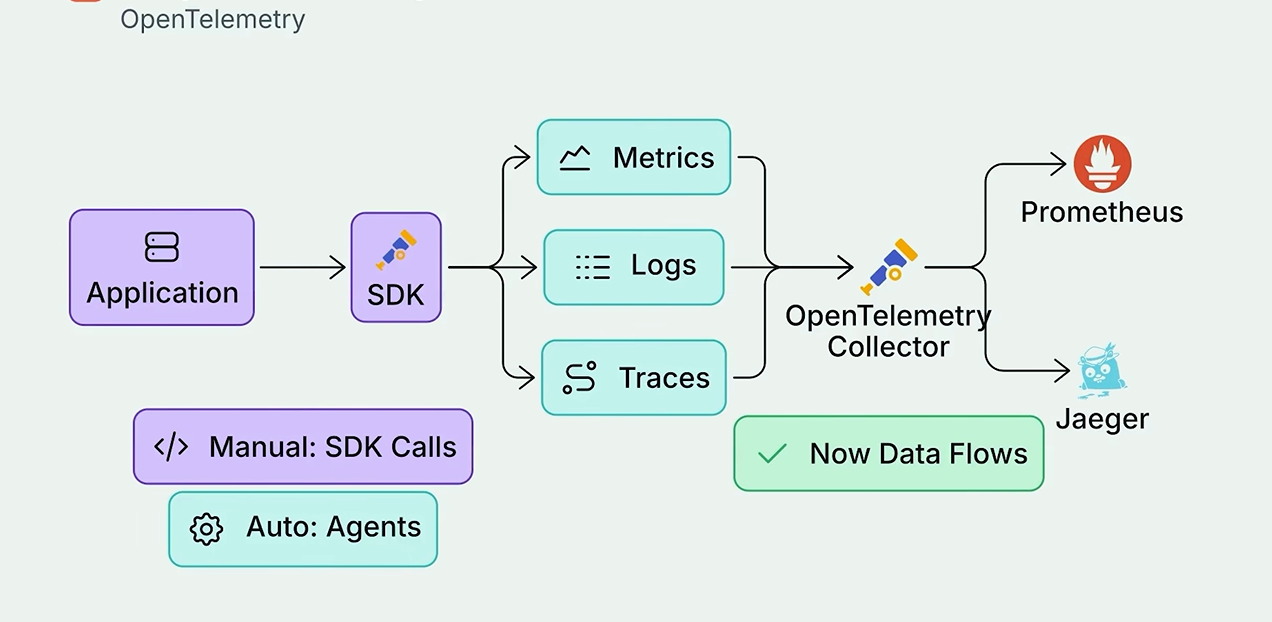 OpenTelemetry
Application
SDK
Metrics
Logs
Traces
OpenTelemetry
Collector
Prometheus
Jaeger
Manual: SDK Calls
Auto: Agents
Now Data Flows